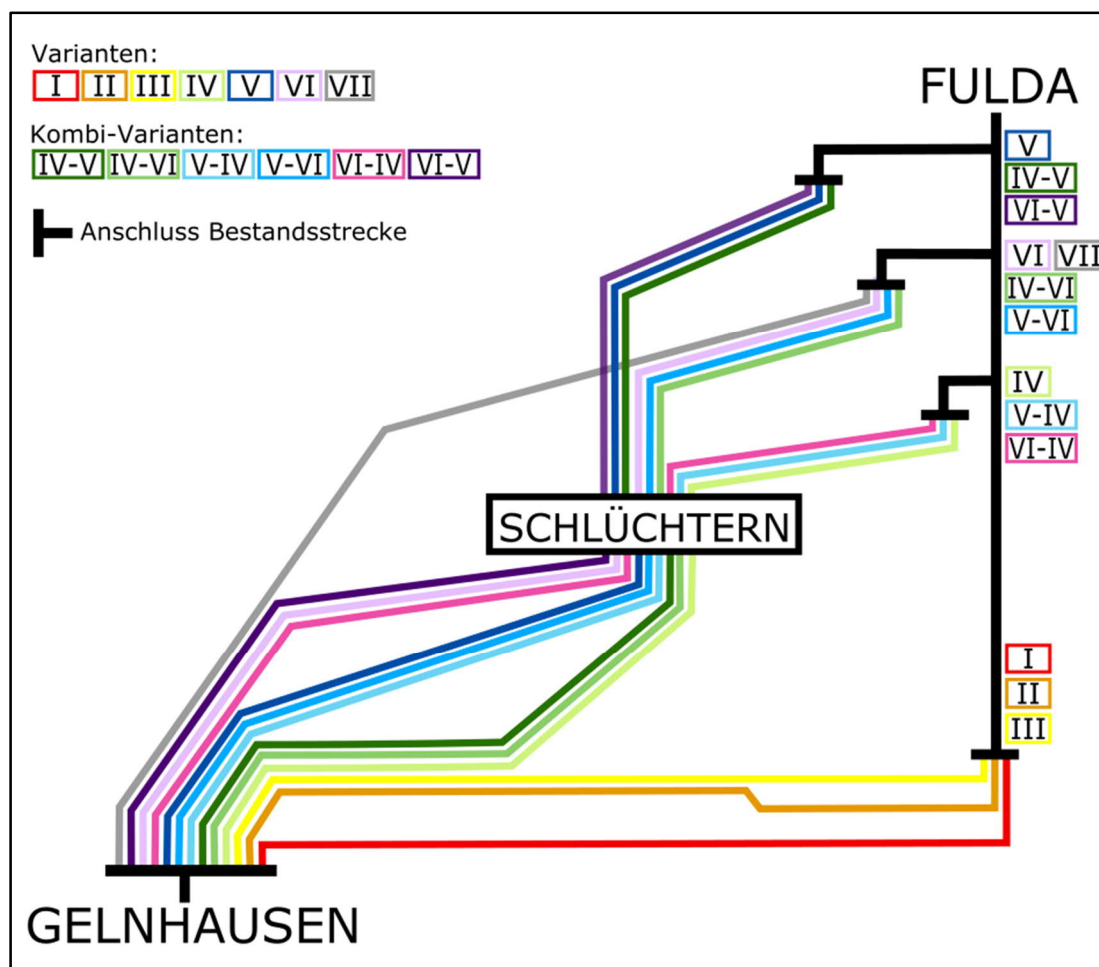 Varianten:
I II III IV V VI VII
Kombi-Varianten:
IV-V IV-VI V-IV V-VI VI-IV VI-V
Anschluss Bestandsstrecke
FULDA
V
IV-V
VI-V
VI VII
IV-VI
V-VI
IV
V-IV
VI-IV
SCHLÜCHTERN
I
II
III
GELNHAUSEN